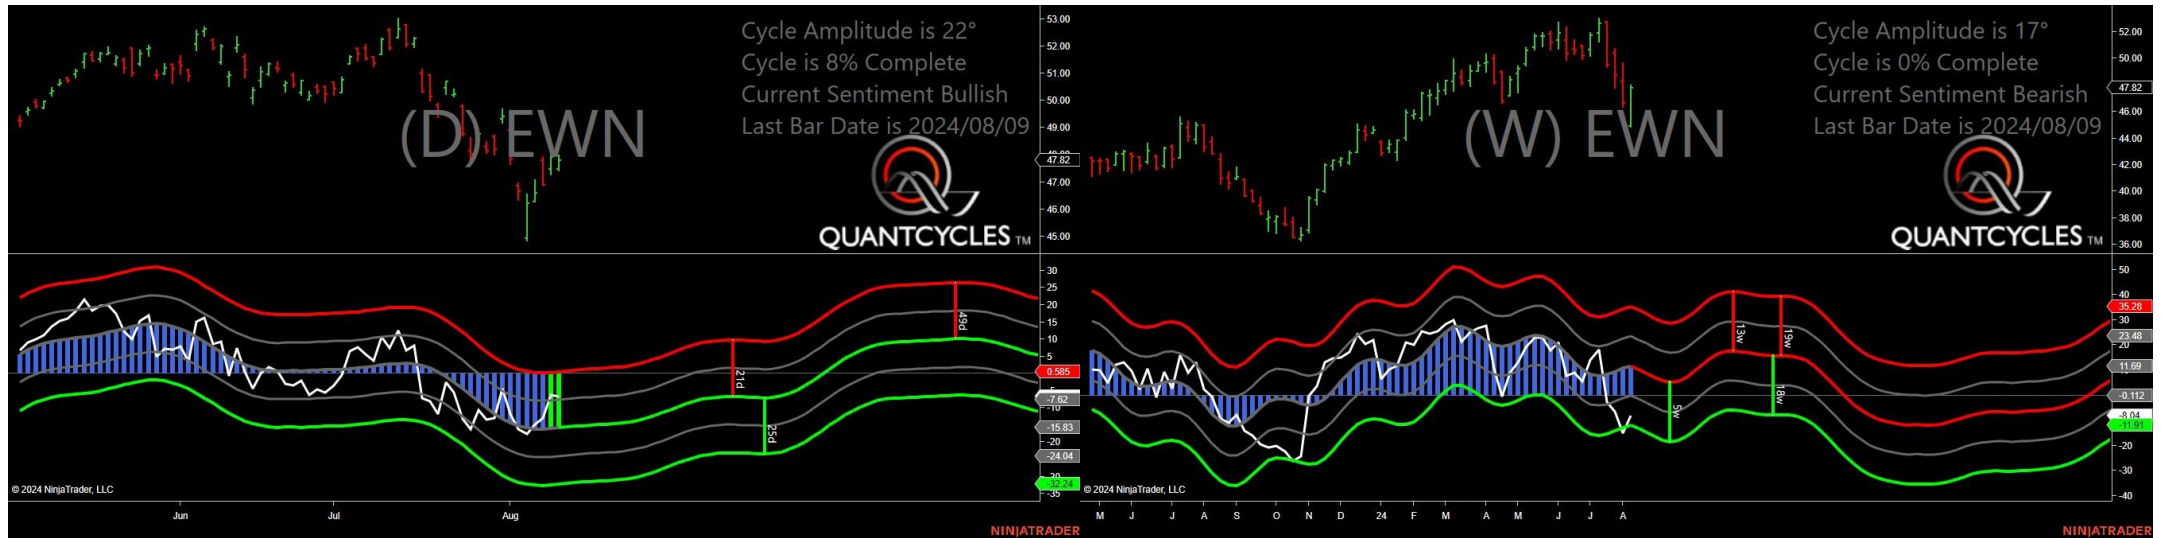 Cycle Amplitude is 22°
Cycle is 8% Complete
Current Sentiment Bullish
Last Bar Date is 2024/08/09
(D) EWN
QUANTCYCLES TM
53.00
52.00
51.00
50.00
49.00
47.82
47.00
46.00
45.00
30
25
20
15
10
5
0.585
-7.62
-10
-15.83
-20
-24.04
-32.24
-35
21d
25d
49d
© 2024 NinjaTrader, LLC
Jun Jul Aug
NINJATRADER
Cycle Amplitude is 17°
Cycle is 0% Complete
Current Sentiment Bearish
Last Bar Date is 2024/08/09
(W) EWN
QUANTCYCLES TM
52.00
50.00
47.82
46.00
44.00
42.00
40.00
38.00
36.00
50
40
35.28
30
23.48
20
11.69
-0.112
-8.04
-11.91
-20
-30
-40
5w
13w
18w
19w
© 2024 NinjaTrader, LLC
M J J A S O N D 24 F M A M J J A
NINJATRADER